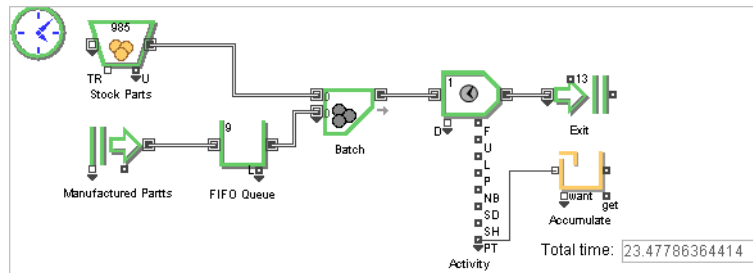 985
TR U
Stock Parts
0
0
Batch
1
D
F
U
L
P
NB
SD
SH
PT
Activity
13
Exit
Manufactured Partts
9
L
FIFO Queue
want
get
Accumulate
Total time: 23.47786364414